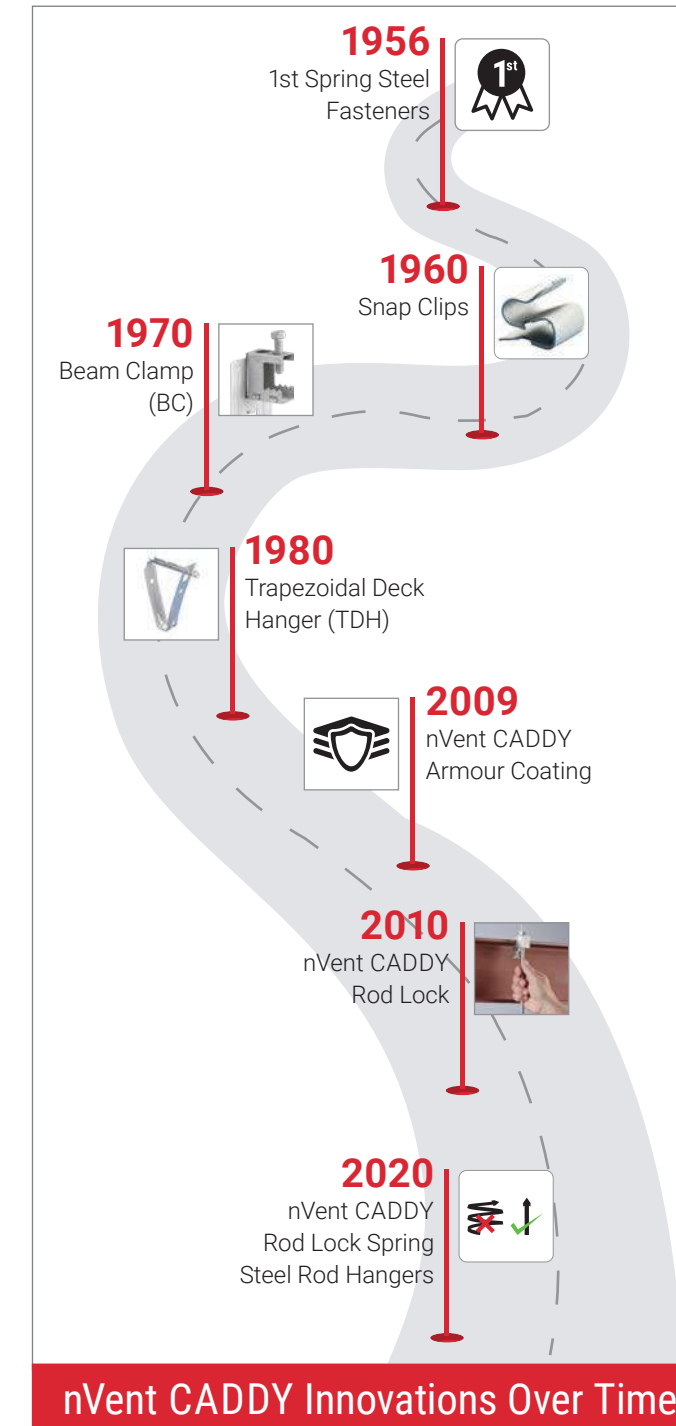 1956
1st Spring Steel
Fasteners
1st
1960
Snap Clips
1970
Beam Clamp
(BC)
1980
Trapezoidal Deck
Hanger (TDH)
2009
nVent CADDY
Armour Coating
2010
nVent CADDY
Rod Lock
2020
nVent CADDY
Rod Lock Spring
Steel Rod Hangers
nVent CADDY Innovations Over Time